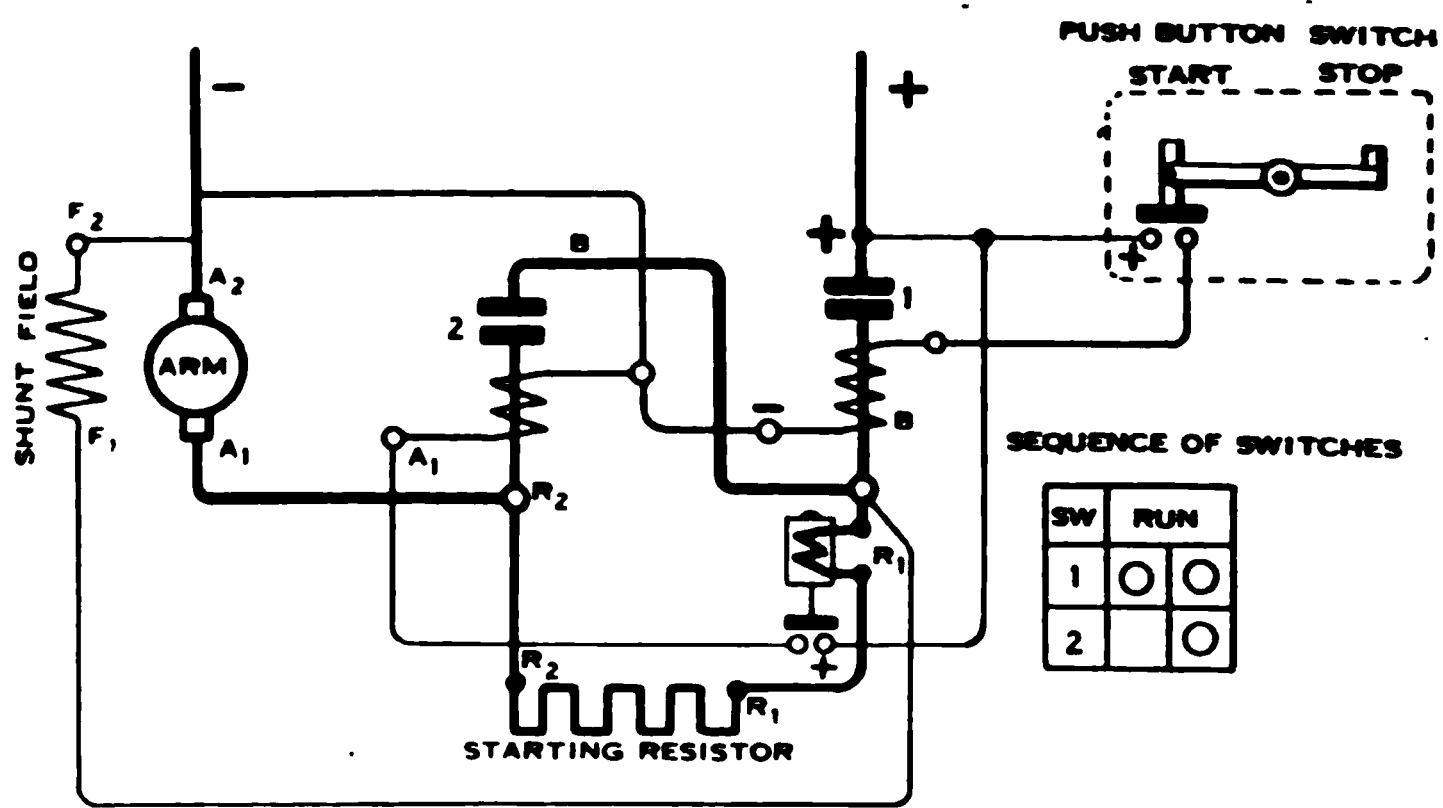 PUSH BUTTON SWITCH
START STOP
−
+
F2
A2
SHUNT FIELD
ARM
F1
A1
B
2
A1
R2
+
1
+
−
B
R1
+
R2
R1
STARTING RESISTOR
SEQUENCE OF SWITCHES
SW RUN
1
2